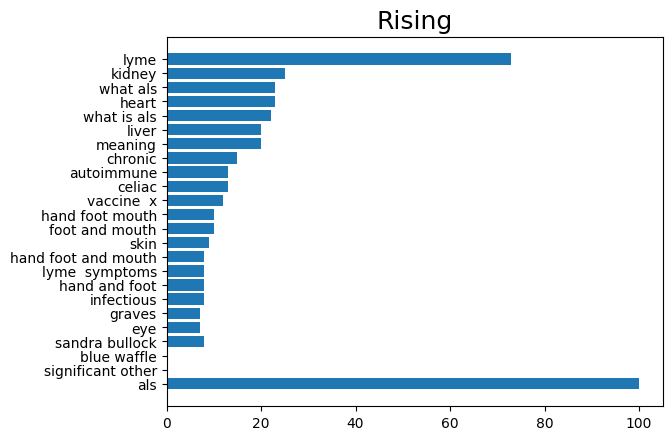 Rising
lyme
kidney
what als
heart
what is als
liver
meaning
chronic
autoimmune
celiac
vaccine  x
hand foot mouth
foot and mouth
skin
hand foot and mouth
lyme  symptoms
hand and foot
infectious
graves
eye
sandra bullock
blue waffle
significant other
als
0 20 40 60 80 100